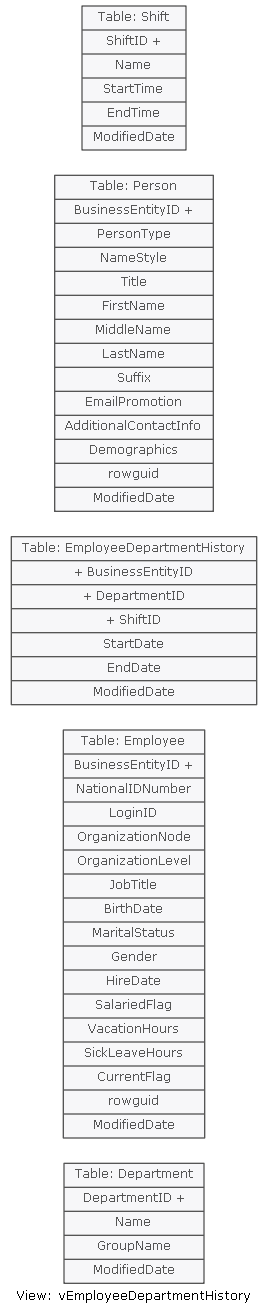 Table: Shift
ShiftID +
Name
StartTime
EndTime
ModifiedDate
Table: Person
BusinessEntityID +
PersonType
NameStyle
Title
FirstName
MiddleName
LastName
Suffix
EmailPromotion
AdditionalContactInfo
Demographics
rowguid
ModifiedDate
Table: EmployeeDepartmentHistory
+ BusinessEntityID
+ DepartmentID
+ ShiftID
StartDate
EndDate
ModifiedDate
Table: Employee
BusinessEntityID +
NationalIDNumber
LoginID
OrganizationNode
OrganizationLevel
JobTitle
BirthDate
MaritalStatus
Gender
HireDate
SalariedFlag
VacationHours
SickLeaveHours
CurrentFlag
rowguid
ModifiedDate
Table: Department
DepartmentID +
Name
GroupName
ModifiedDate
View: vEmployeeDepartmentHistory